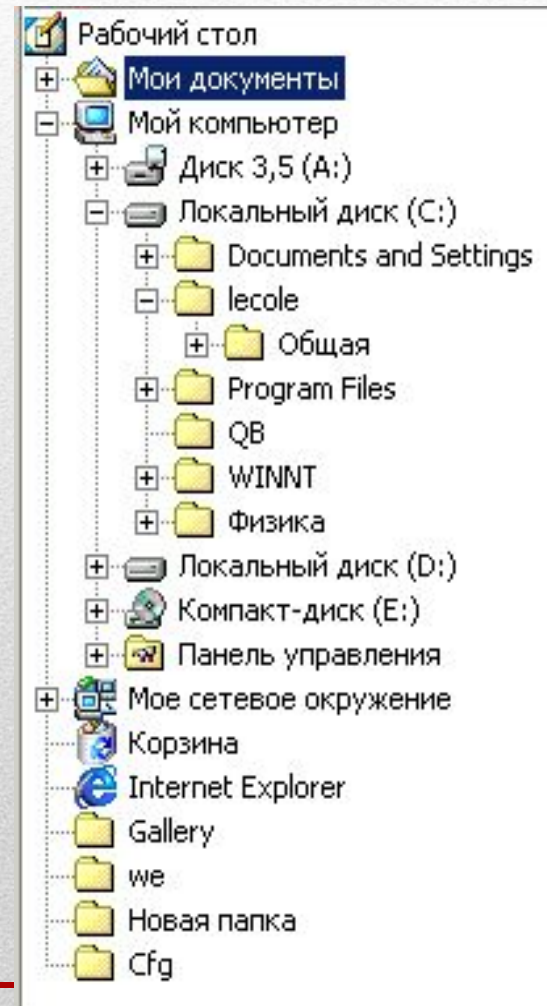 Рабочий стол
Мои документы
Мой компьютер
Диск 3,5 (A:)
Локальный диск (C:)
Documents and Settings
lecole
Общая
Program Files
QB
WINNT
Физика
Локальный диск (D:)
Компакт-диск (E:)
Панель управления
Мое сетевое окружение
Корзина
Internet Explorer
Gallery
we
Новая папка
Cfg